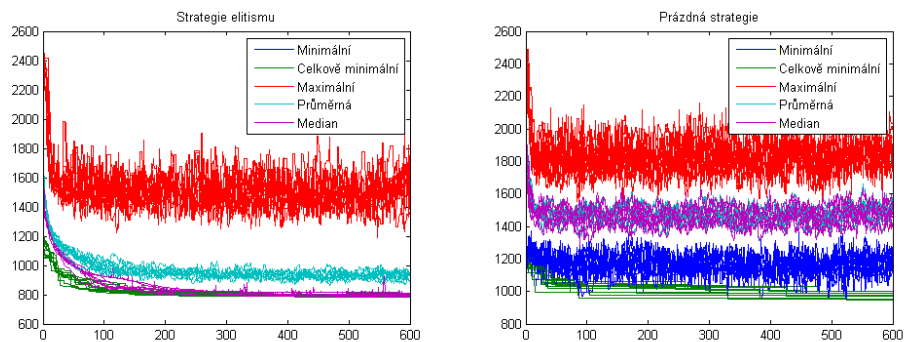 Strategie elitismu
2600
2400
2200
2000
1800
1600
1400
1200
1000
800
600
0
100
200
300
400
500
600
Minimální
Celkově minimální
Maximální
Průměrná
Median
Prázdná strategie
2600
2400
2200
2000
1800
1600
1400
1200
1000
800
0
100
200
300
400
500
600
Minimální
Celkově minimální
Maximální
Průměrná
Median